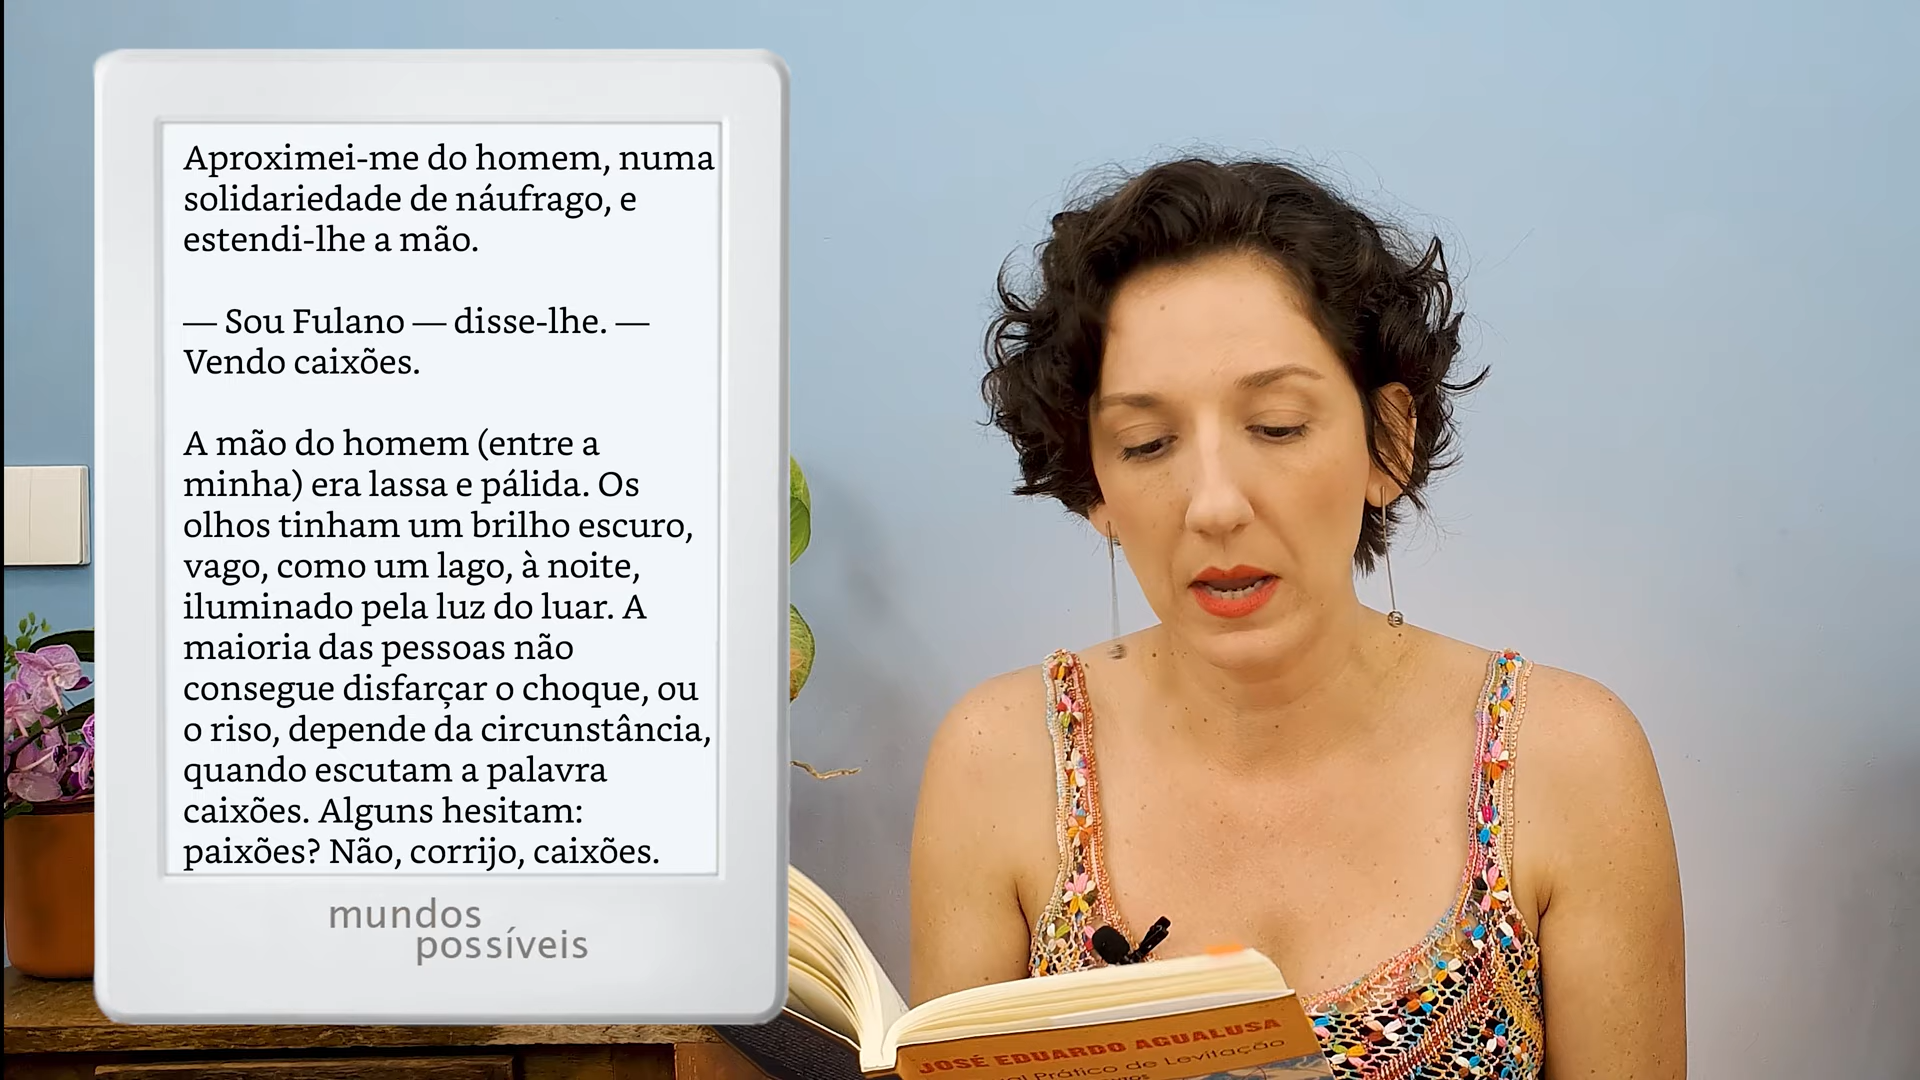 Aproximei-me do homem, numa
solidariedade de náufrago, e
estendi-lhe a mão.
— Sou Fulano — disse-lhe. —
Vendo caixões.
A mão do homem (entre a
minha) era lassa e pálida. Os
olhos tinham um brilho escuro,
vago, como um lago, à noite,
iluminado pela luz do luar. A
maioria das pessoas não
consegue disfarçar o choque, ou
o riso, depende da circunstância,
quando escutam a palavra
caixões. Alguns hesitam:
paixões? Não, corrijo, caixões.
mundos
possíveis
JOSÉ EDUARDO AGUALUSA
Prático de Levitação